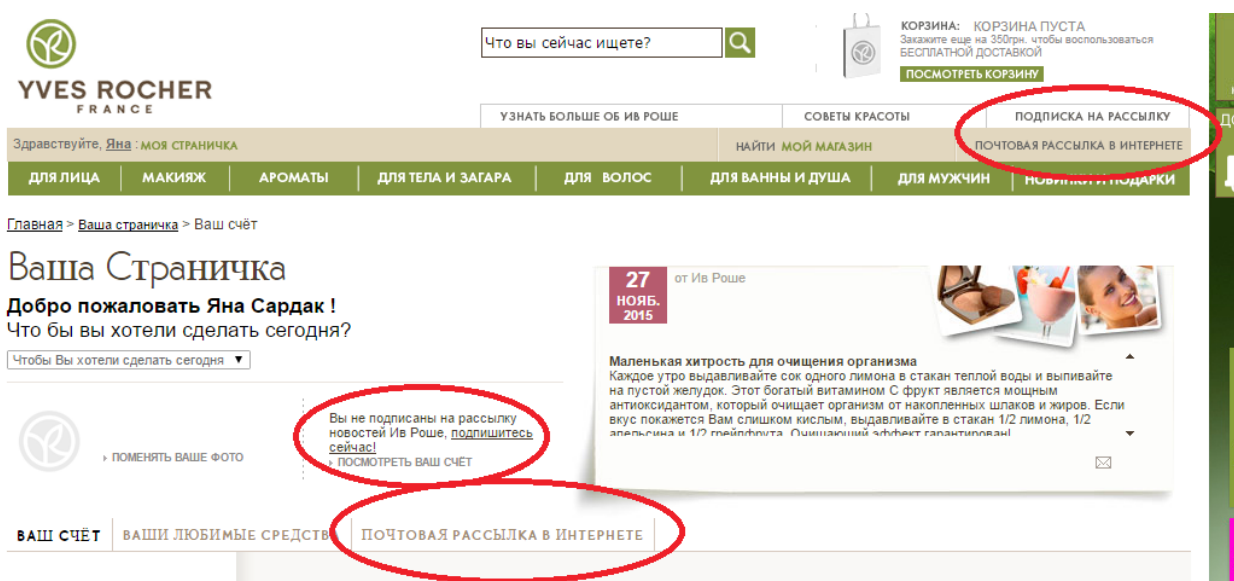 YVES ROCHER
FRANCE
Что вы сейчас ищете?
КОРЗИНА: КОРЗИНА ПУСТА
Закажите еще на 350грн. чтобы воспользоваться
БЕСПЛАТНОЙ ДОСТАВКОЙ
ПОСМОТРЕТЬ КОРЗИНУ
УЗНАТЬ БОЛЬШЕ ОБ ИВ РОШЕ
СОВЕТЫ КРАСОТЫ
ПОДПИСКА НА РАССЫЛКУ
Здравствуйте, Яна : МОЯ СТРАНИЧКА
НАЙТИ МОЙ МАГАЗИН
ПОЧТОВАЯ РАССЫЛКА В ИНТЕРНЕТЕ
ДЛЯ ЛИЦА
МАКИЯЖ
АРОМАТЫ
ДЛЯ ТЕЛА И ЗАГАРА
ДЛЯ ВОЛОС
ДЛЯ ВАННЫ И ДУША
ДЛЯ МУЖЧИН
НОВИНКИ И ПОДАРКИ
Главная > Ваша страничка > Ваш счёт
Ваша Страничка
Добро пожаловать Яна Сардак !
Что бы вы хотели сделать сегодня?
Чтобы Вы хотели сделать сегодня
27
НОЯБ.
2015
от Ив Роше
Маленькая хитрость для очищения организма
Каждое утро выдавливайте сок одного лимона в стакан теплой воды и выпивайте
на пустой желудок. Этот богатый витамином С фрукт является мощным
антиоксидантом, который очищает организм от накопленных шлаков и жиров. Если
вкус покажется Вам слишком кислым, выдавливайте в стакан 1/2 лимона, 1/2
апельсина и 1/2 грейпфрута. Очищающий эффект гарантирован!
ПОМЕНЯТЬ ВАШЕ ФОТО
Вы не подписаны на рассылку
новостей Ив Роше, подпишитесь
сейчас!
ПОСМОТРЕТЬ ВАШ СЧЁТ
ВАШ СЧЁТ
ВАШИ ЛЮБИМЫЕ СРЕДСТВА
ПОЧТОВАЯ РАССЫЛКА В ИНТЕРНЕТЕ